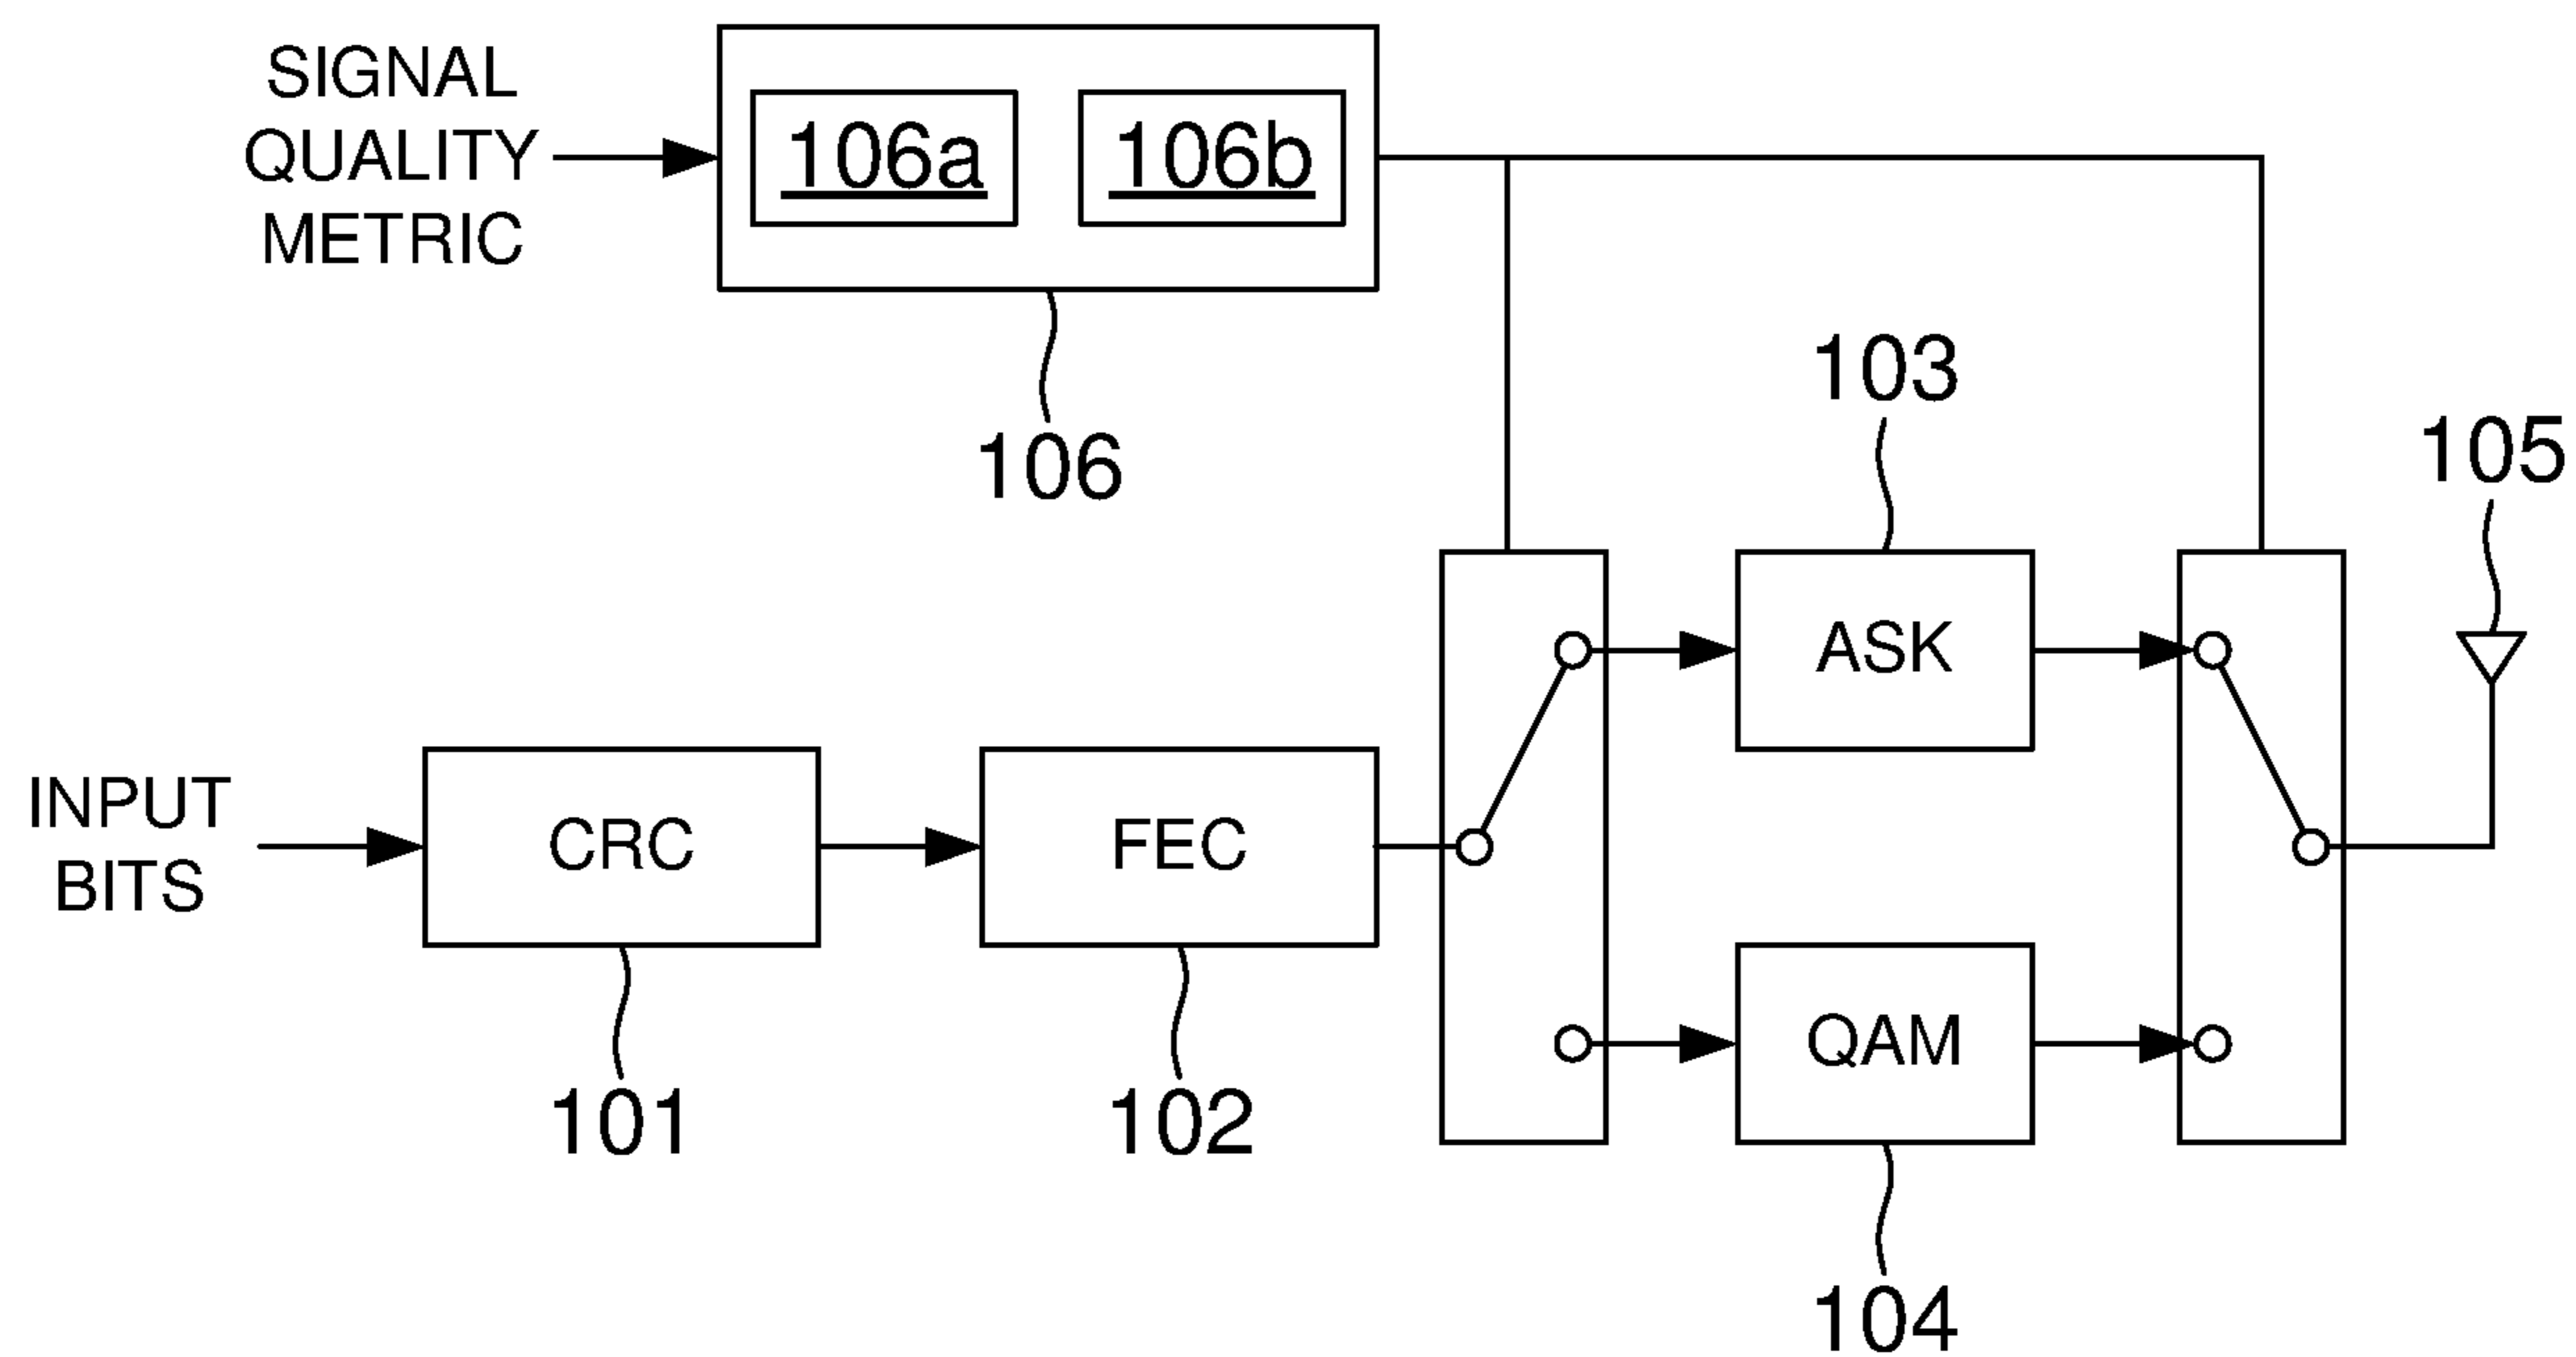 SIGNAL
QUALITY
METRIC
106a
106b
106
103
105
ASK
INPUT
BITS
CRC
FEC
QAM
101
102
104